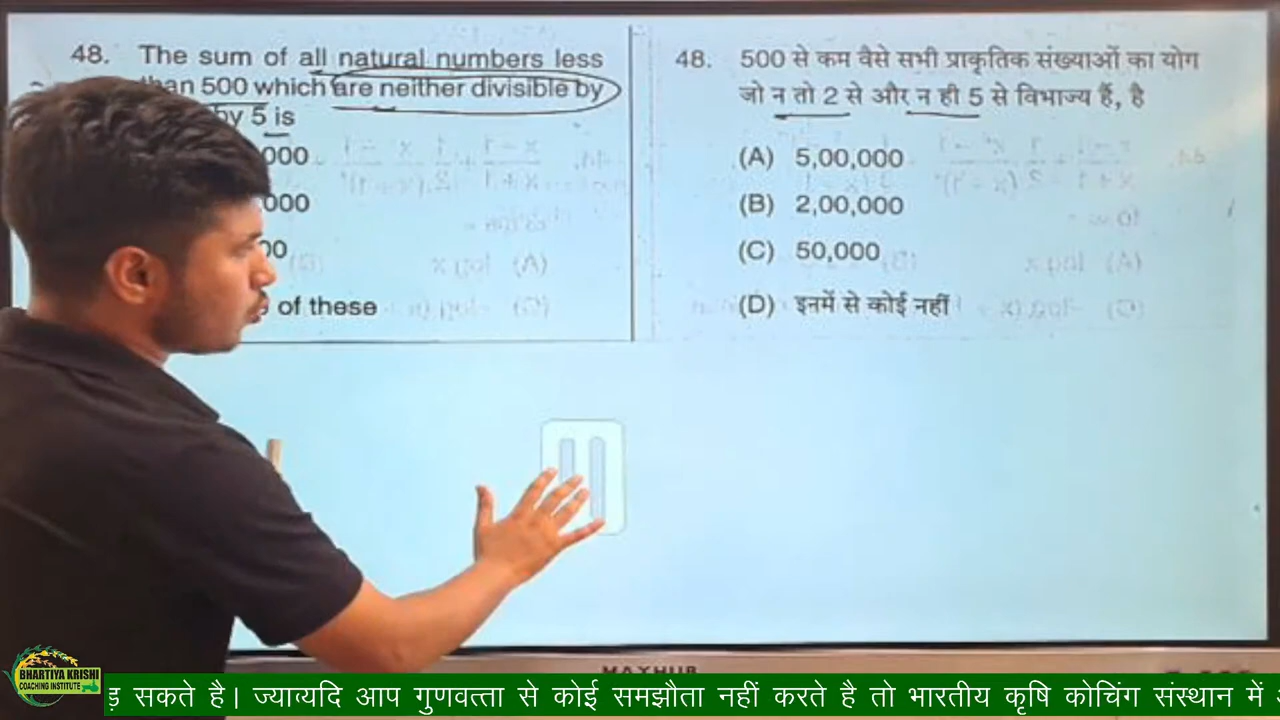 48. The sum of all natural numbers less
than 500 which are neither divisible by
by 5 is
000
000
00
of these
48. 500 से कम वैसे सभी प्राकृतिक संख्याओं का योग
जो न तो 2 से और न ही 5 से विभाज्य हैं, है
(A) 5,00,000
(B) 2,00,000
(C) 50,000
(D) इनमें से कोई नहीं
BHARTIYA KRISHI
COACHING INSTITUTE
ड़ सकते है। ज्याय्यदि आप गुणवत्ता से कोई समझौता नहीं करते है तो भारतीय कृषि कोचिंग संस्थान में